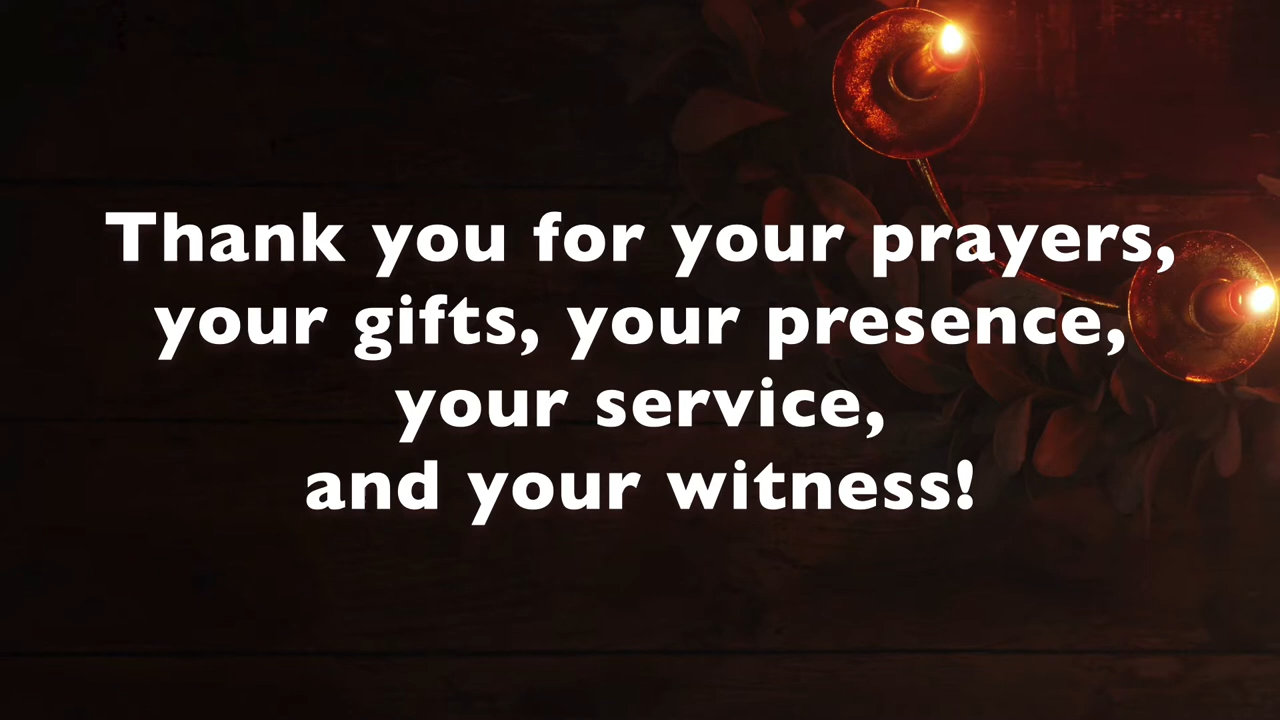 Thank you for your prayers,
your gifts, your presence,
your service,
and your witness!